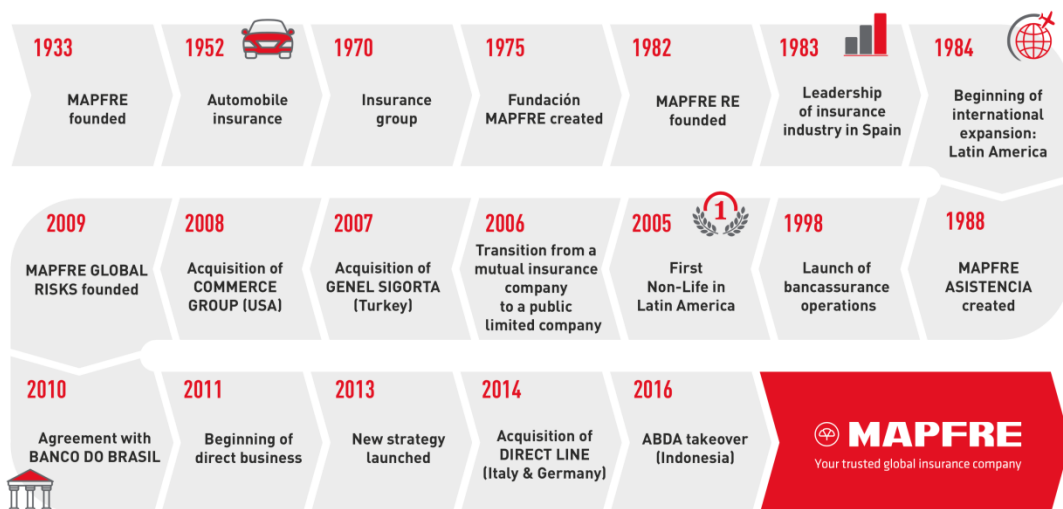 1933
MAPFRE
founded
1952
Automobile
insurance
1970
Insurance
group
1975
Fundación
MAPFRE created
1982
MAPFRE RE
founded
1983
Leadership
of insurance
industry in Spain
1984
Beginning of
international
expansion:
Latin America
1988
MAPFRE
ASISTENCIA
created
1998
Launch of
bancassurance
operations
2005
1
First
Non-Life in
Latin America
2006
Transition from a
mutual insurance
company
to a public
limited company
2007
Acquisition of
GENEL SIGORTA
(Turkey)
2008
Acquisition of
COMMERCE
GROUP (USA)
2009
MAPFRE GLOBAL
RISKS founded
2010
Agreement with
BANCO DO BRASIL
2011
Beginning of
direct business
2013
New strategy
launched
2014
Acquisition of
DIRECT LINE
(Italy & Germany)
2016
ABDA takeover
(Indonesia)
MAPFRE
Your trusted global insurance company